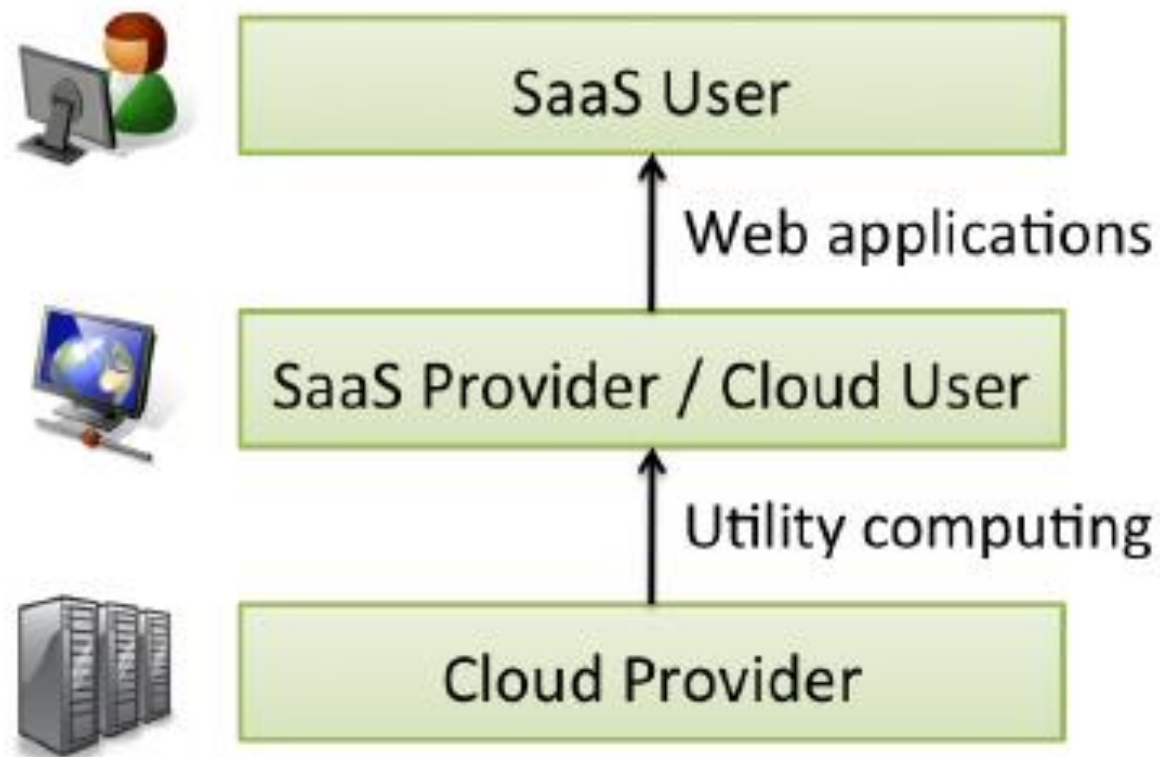 SaaS User
Web applications
SaaS Provider / Cloud User
Utility computing
Cloud Provider